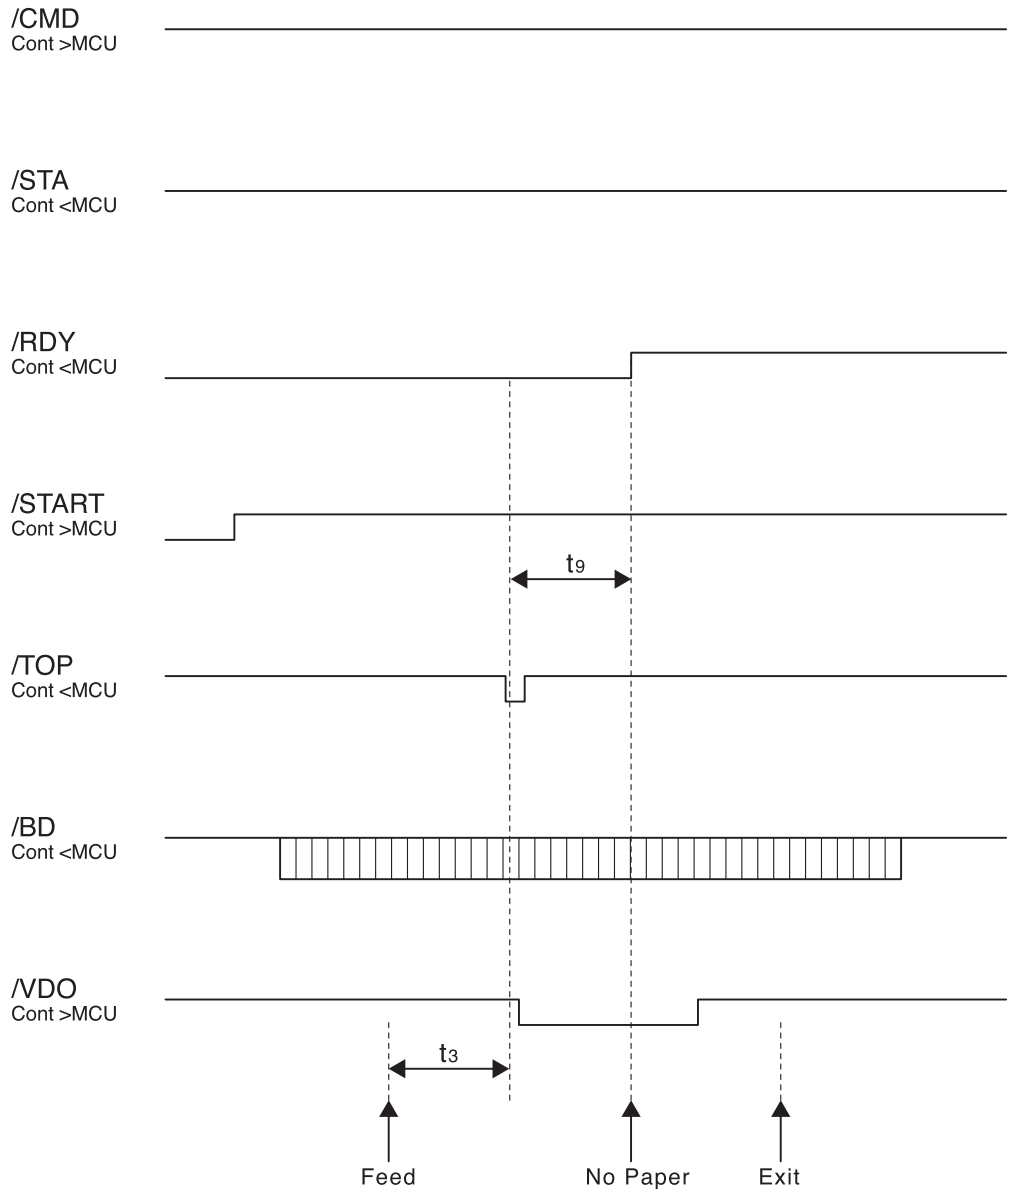 /CMD
Cont >MCU
/STA
Cont <MCU
/RDY
Cont <MCU
/START
Cont >MCU
t9
/TOP
Cont <MCU
/BD
Cont <MCU
/VDO
Cont >MCU
t3
Feed
No Paper
Exit